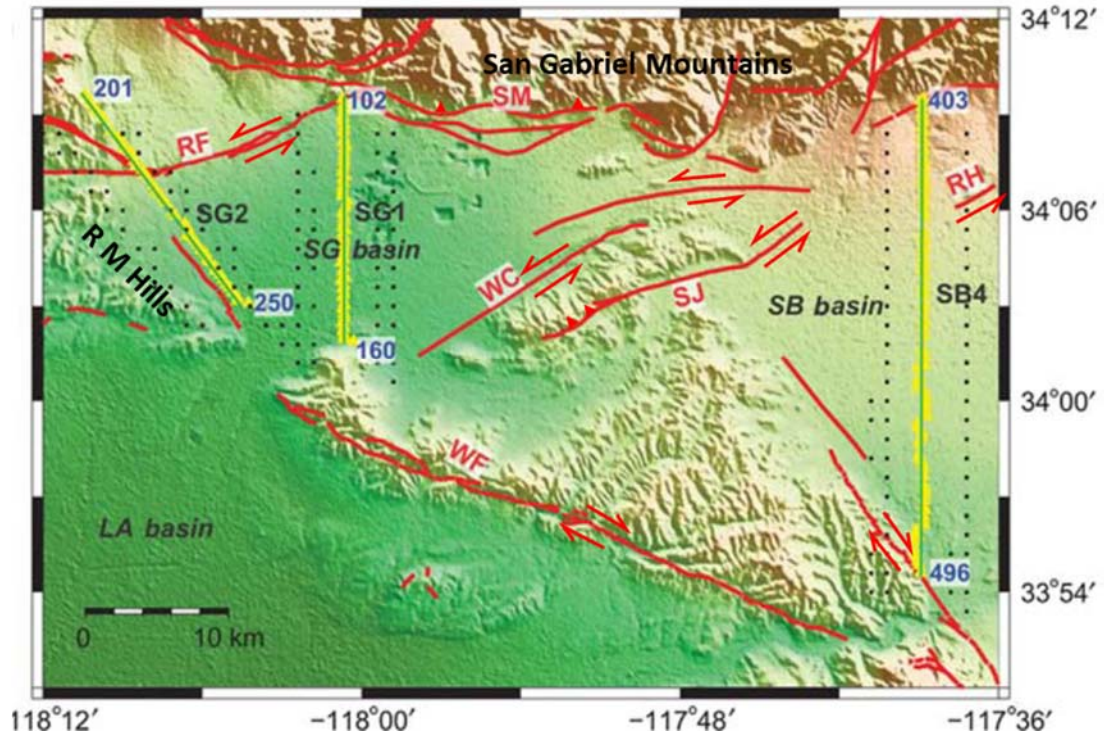 34°12′
San Gabriel Mountains
201
102
SM
403
RF
RH
34°06′
SG2
SG1
R M Hills
SG basin
WC
SJ
SB basin
SB4
250
160
34°00′
WF
LA basin
496
33°54′
0 10 km
118°12′
−118°00′
−117°48′
−117°36′